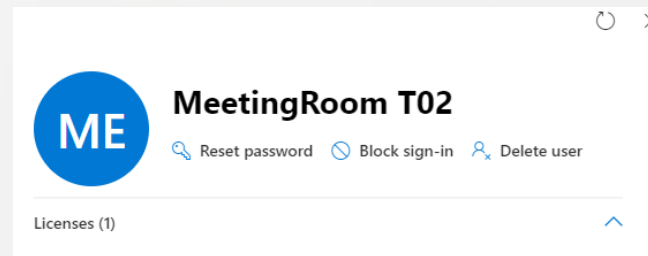 ME
MeetingRoom T02
Reset password Block sign-in Delete user
Licenses (1)